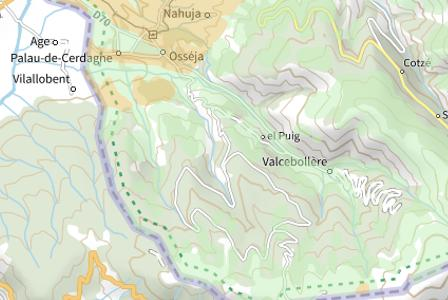 Nahuja
D70
Age
Palau-de-Cerdagne
Osséja
Cotzé
Vilallobent
S
el Puig
Valcebollère